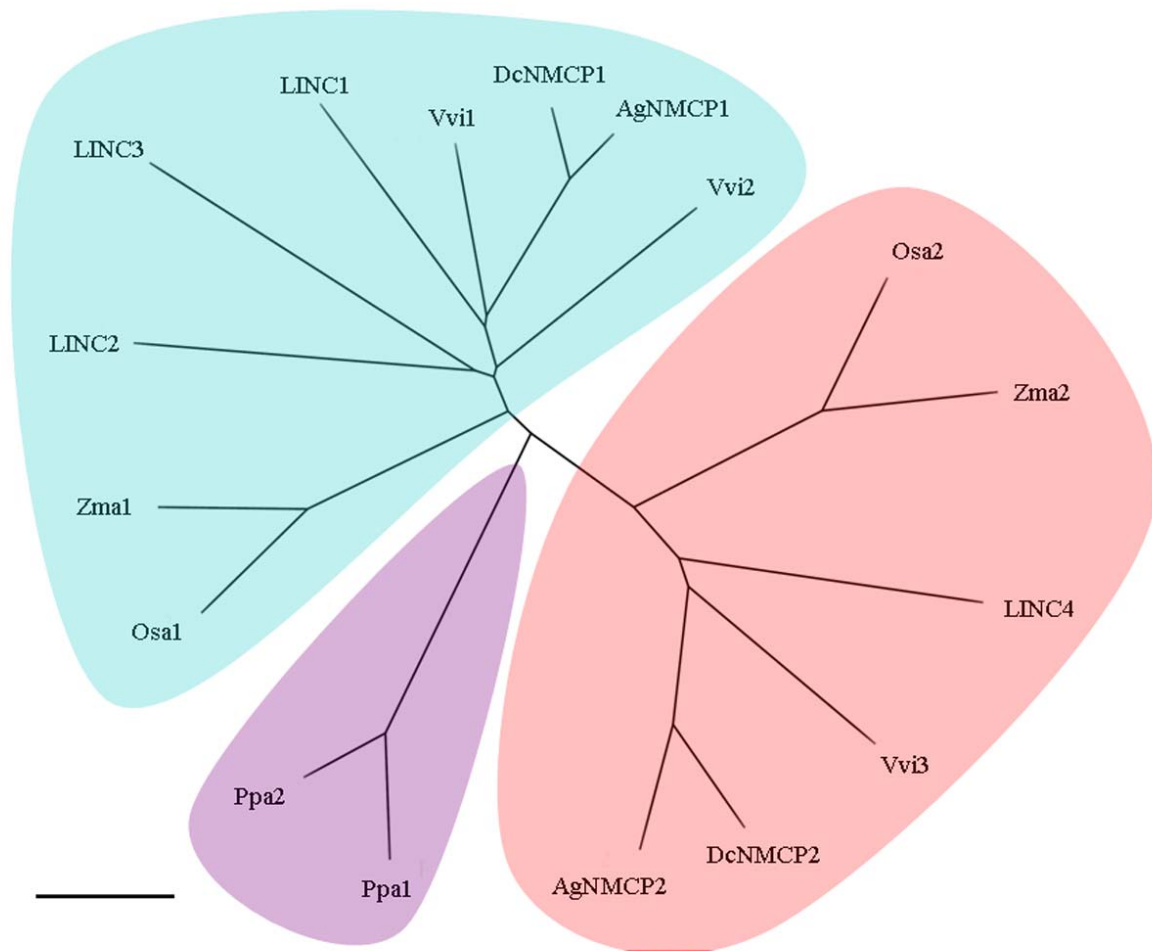 DcNMCP1
LINC1
AgNMCP1
Vvi1
LINC3
Vvi2
Osa2
LINC2
Zma2
Zma1
LINC4
Osa1
Vvi3
Ppa2
DcNMCP2
AgNMCP2
Ppa1